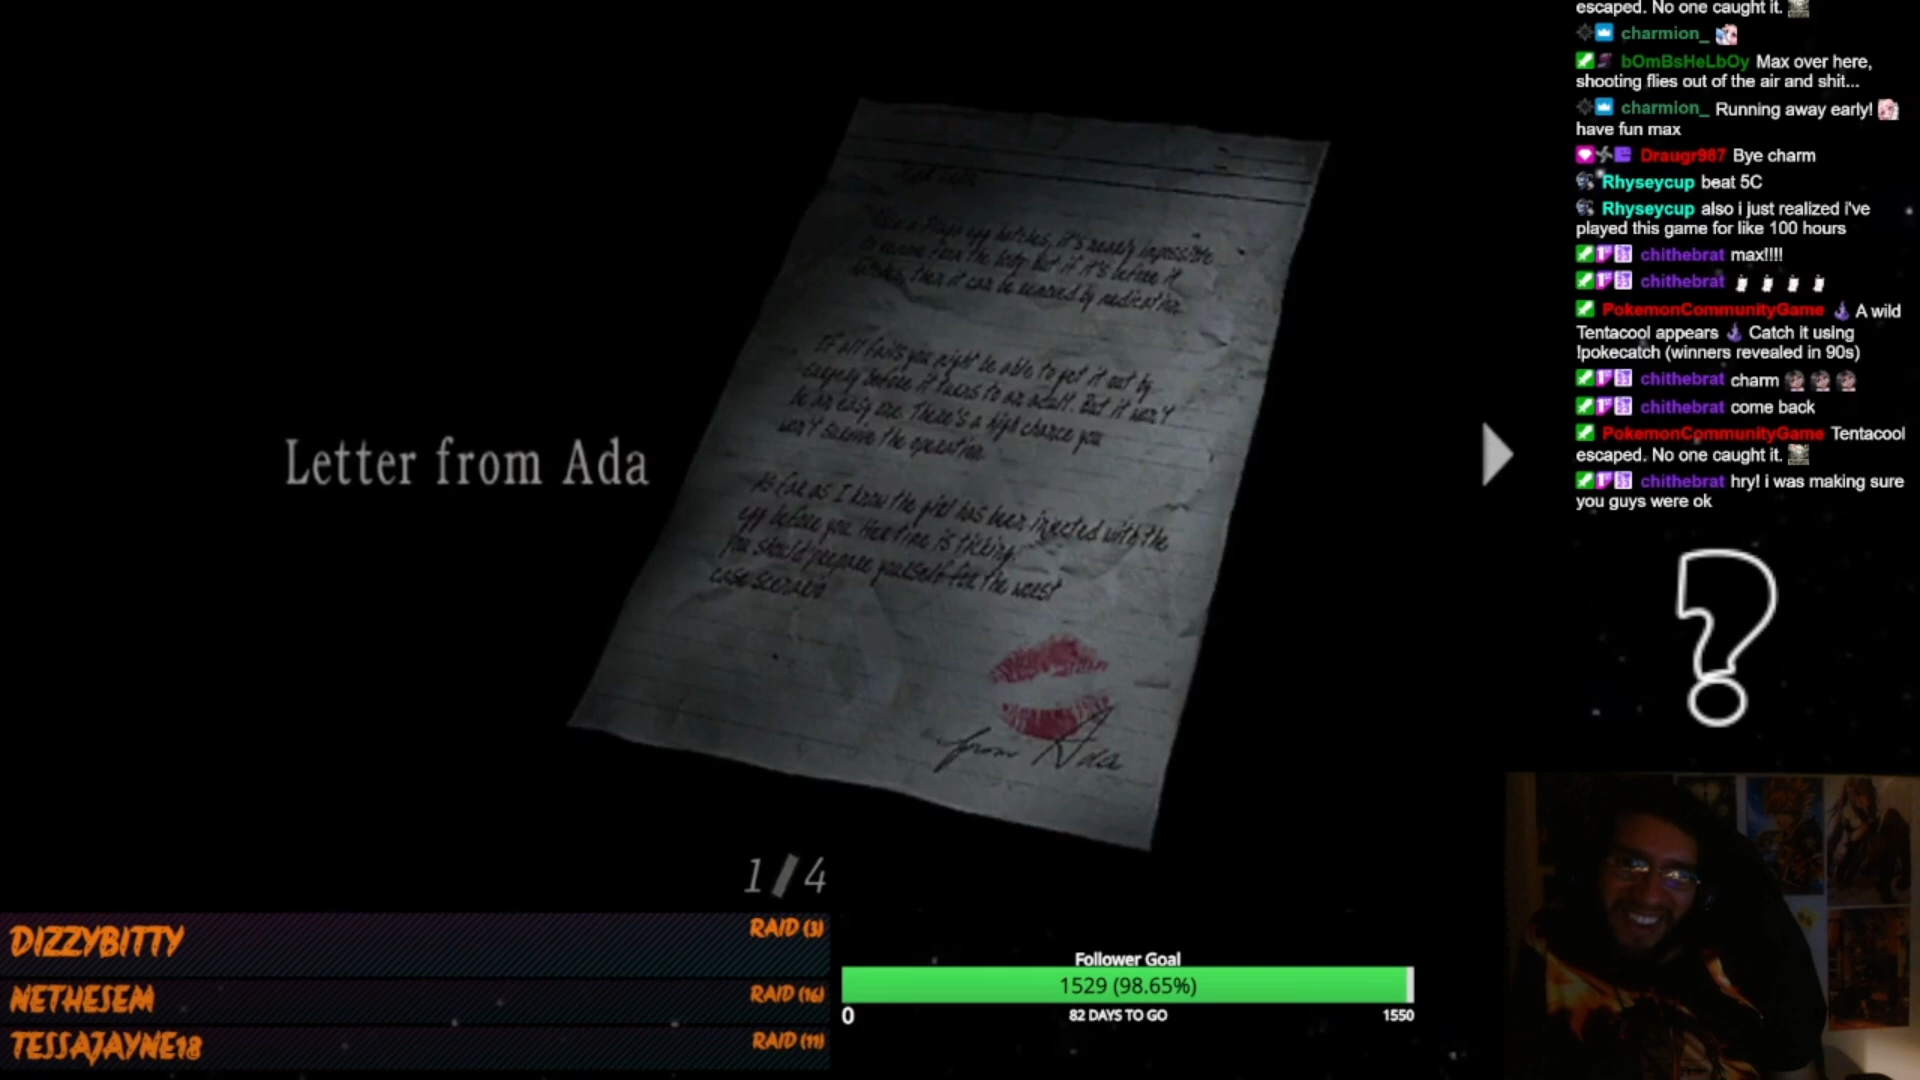 Letter from Ada
Dear Leon
Once a Plaga egg hatches, it's nearly impossible
to remove from the body. But if it's before it
hatches, then it can be removed by medication.
If all fails you might be able to get it out by
surgery before it turns to an adult. But it won't
be an easy one. There's a high chance you
won't survive the operation.
As far as I know the girl has been injected with the
egg before you. Her time is ticking.
You should prepare yourself for the worst
case scenario
from Ada
1/4
DIZZYBITTY
RAID (3)
NETHESEM
RAID (16)
TESSAJAYNE18
RAID (11)
Follower Goal
1529 (98.65%)
0
82 DAYS TO GO
1550
escaped. No one caught it.
charmion_
bOmBsHeLbOy Max over here,
shooting flies out of the air and shit...
charmion_ Running away early!
have fun max
Draugr987 Bye charm
Rhyseycup beat 5C
Rhyseycup also i just realized i've
played this game for like 100 hours
chithebrat max!!!!
chithebrat
PokemonCommunityGame A wild
Tentacool appears Catch it using
!pokecatch (winners revealed in 90s)
chithebrat charm
chithebrat come back
PokemonCommunityGame Tentacool
escaped. No one caught it.
chithebrat hry! i was making sure
you guys were ok
?